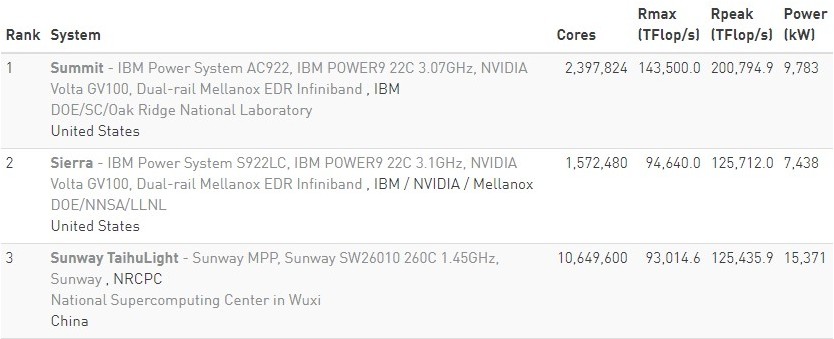 Rank System Cores Rmax (TFlop/s) Rpeak (TFlop/s) Power (kW)
1 Summit - IBM Power System AC922, IBM POWER9 22C 3.07GHz, NVIDIA 2,397,824 143,500.0 200,794.9 9,783
Volta GV100, Dual-rail Mellanox EDR Infiniband , IBM
DOE/SC/Oak Ridge National Laboratory
United States
2 Sierra - IBM Power System S922LC, IBM POWER9 22C 3.1GHz, NVIDIA 1,572,480 94,640.0 125,712.0 7,438
Volta GV100, Dual-rail Mellanox EDR Infiniband , IBM / NVIDIA / Mellanox
DOE/NNSA/LLNL
United States
3 Sunway TaihuLight - Sunway MPP, Sunway SW26010 260C 1.45GHz, 10,649,600 93,014.6 125,435.9 15,371
Sunway , NRCPC
National Supercomputing Center in Wuxi
China